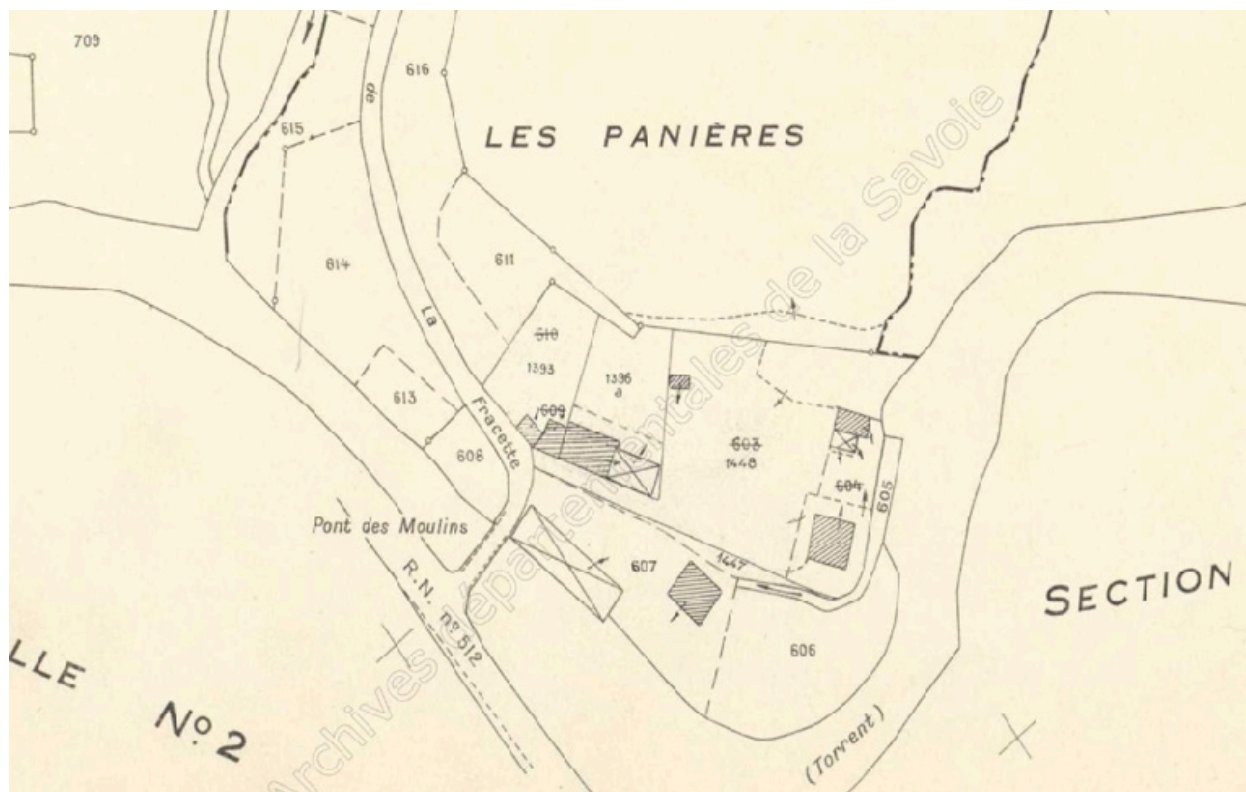 709
616
de
615
LES PANIÈRES
614
611
La
610
1393
1396
a
613
609
Fracette
608
603
1448
604
605
Pont des Moulins
607
1447
R.N. nº 512
606
SECTION
LLE
Nº 2
(Torrent)
Archives départementales de la Savoie